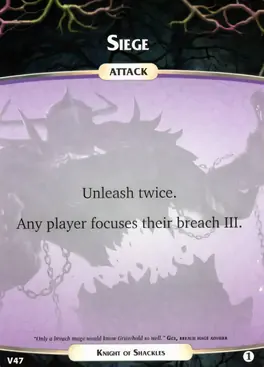 SIEGE
ATTACK
Unleash twice.
Any player focuses their breach III.
"Only a breach mage would know Grimhold so well." GEX, BREACH MAGE ADVISER
KNIGHT OF SHACKLES
V47
1